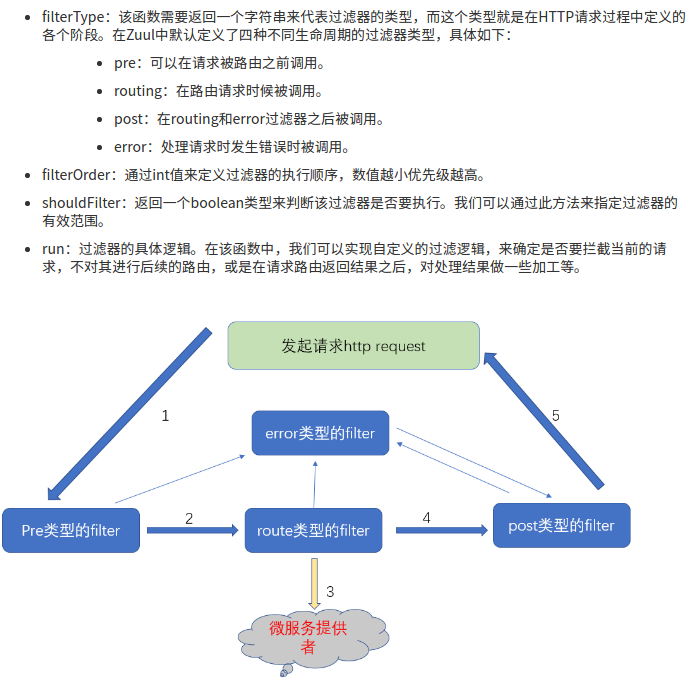 filterType：该函数需要返回一个字符串来代表过滤器的类型，而这个类型就是在HTTP请求过程中定义的
各个阶段。在Zuul中默认定义了四种不同生命周期的过滤器类型，具体如下：
pre：可以在请求被路由之前调用。
routing：在路由请求时候被调用。
post：在routing和error过滤器之后被调用。
error：处理请求时发生错误时被调用。
filterOrder：通过int值来定义过滤器的执行顺序，数值越小优先级越高。
shouldFilter：返回一个boolean类型来判断该过滤器是否要执行。我们可以通过此方法来指定过滤器的
有效范围。
run：过滤器的具体逻辑。在该函数中，我们可以实现自定义的过滤逻辑，来确定是否要拦截当前的请
求，不对其进行后续的路由，或是在请求路由返回结果之后，对处理结果做一些加工等。
发起请求http request
1
5
error类型的filter
Pre类型的filter
2
route类型的filter
4
post类型的filter
3
微服务提供
者